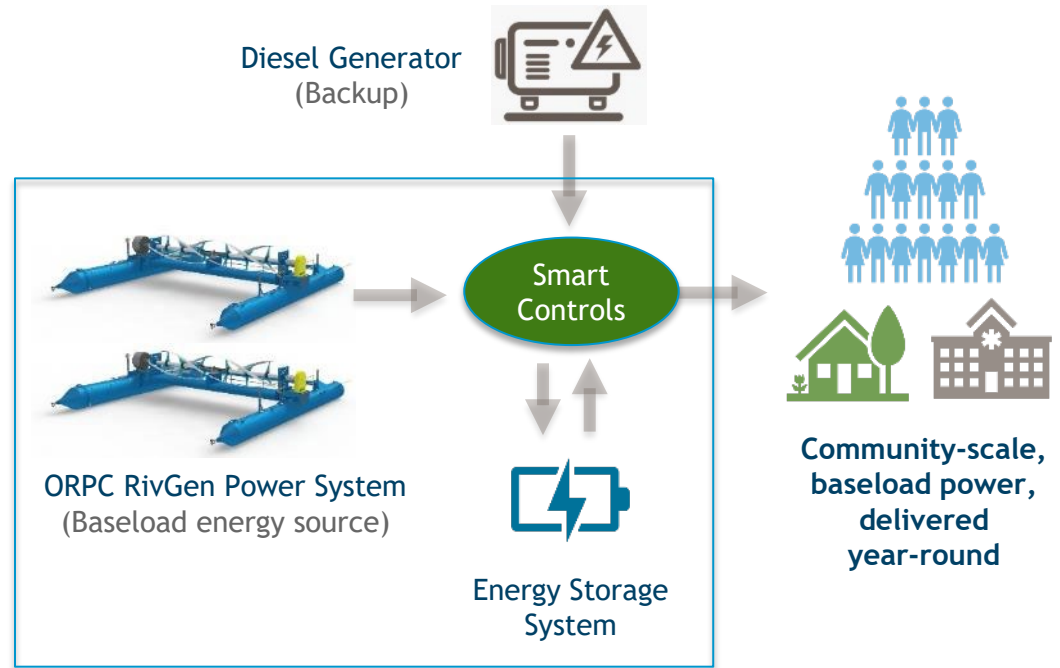 Diesel Generator
(Backup)
Smart
Controls
ORPC RivGen Power System
(Baseload energy source)
Energy Storage
System
Community-scale,
baseload power,
delivered
year-round